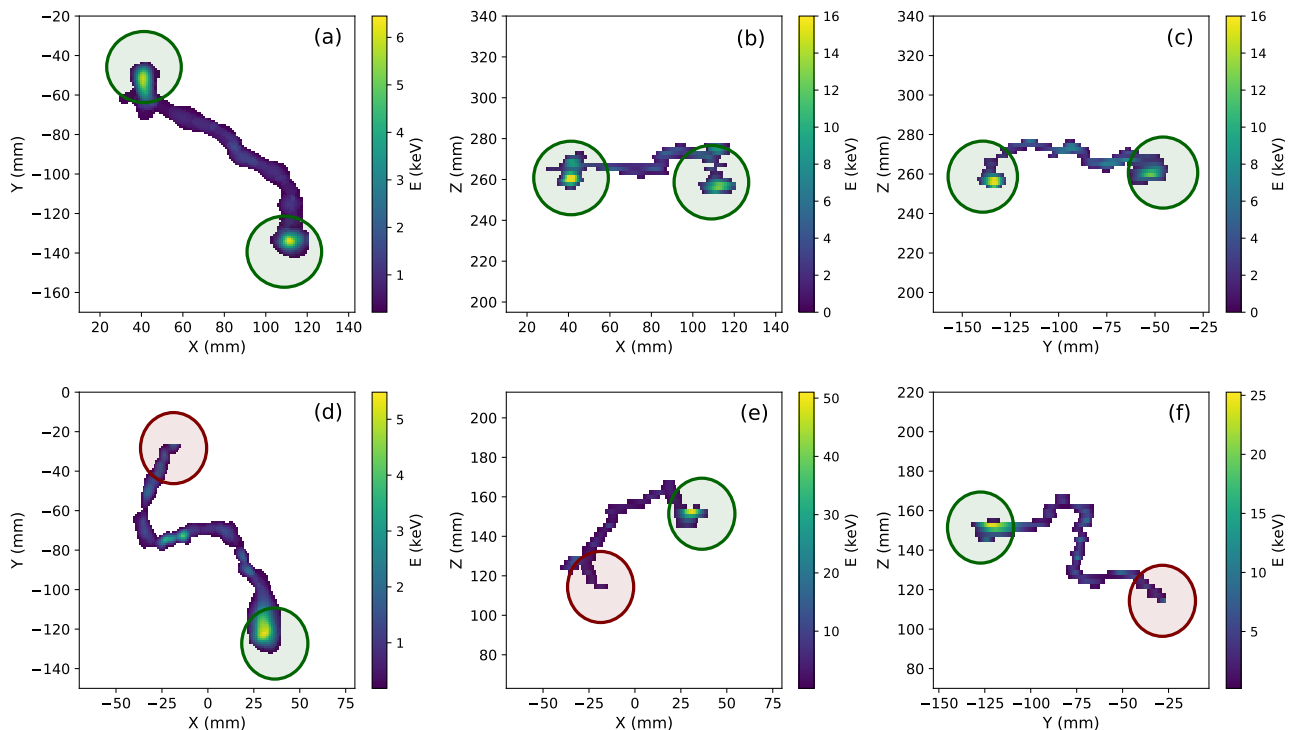 −20
−40
−60
−80
−100
−120
−140
−160
Y (mm)
20 40 60 80 100 120 140
X (mm)
(a)
6
5
4
3
2
1
E (keV)
340
320
300
280
260
240
220
200
Z (mm)
20 40 60 80 100 120 140
X (mm)
(b)
16
14
12
10
8
6
4
2
0
E (keV)
340
320
300
280
260
240
220
200
Z (mm)
−150 −125 −100 −75 −50 −25
Y (mm)
(c)
16
14
12
10
8
6
4
2
0
E (keV)
0
−20
−40
−60
−80
−100
−120
−140
Y (mm)
−50 −25 0 25 50 75
X (mm)
(d)
5
4
3
2
1
E (keV)
200
180
160
140
120
100
80
Z (mm)
−50 −25 0 25 50 75
X (mm)
(e)
50
40
30
20
10
E (keV)
220
200
180
160
140
120
100
80
70
Z (mm)
−150 −125 −100 −75 −50 −25
Y (mm)
(f)
25
20
15
10
5
E (keV)